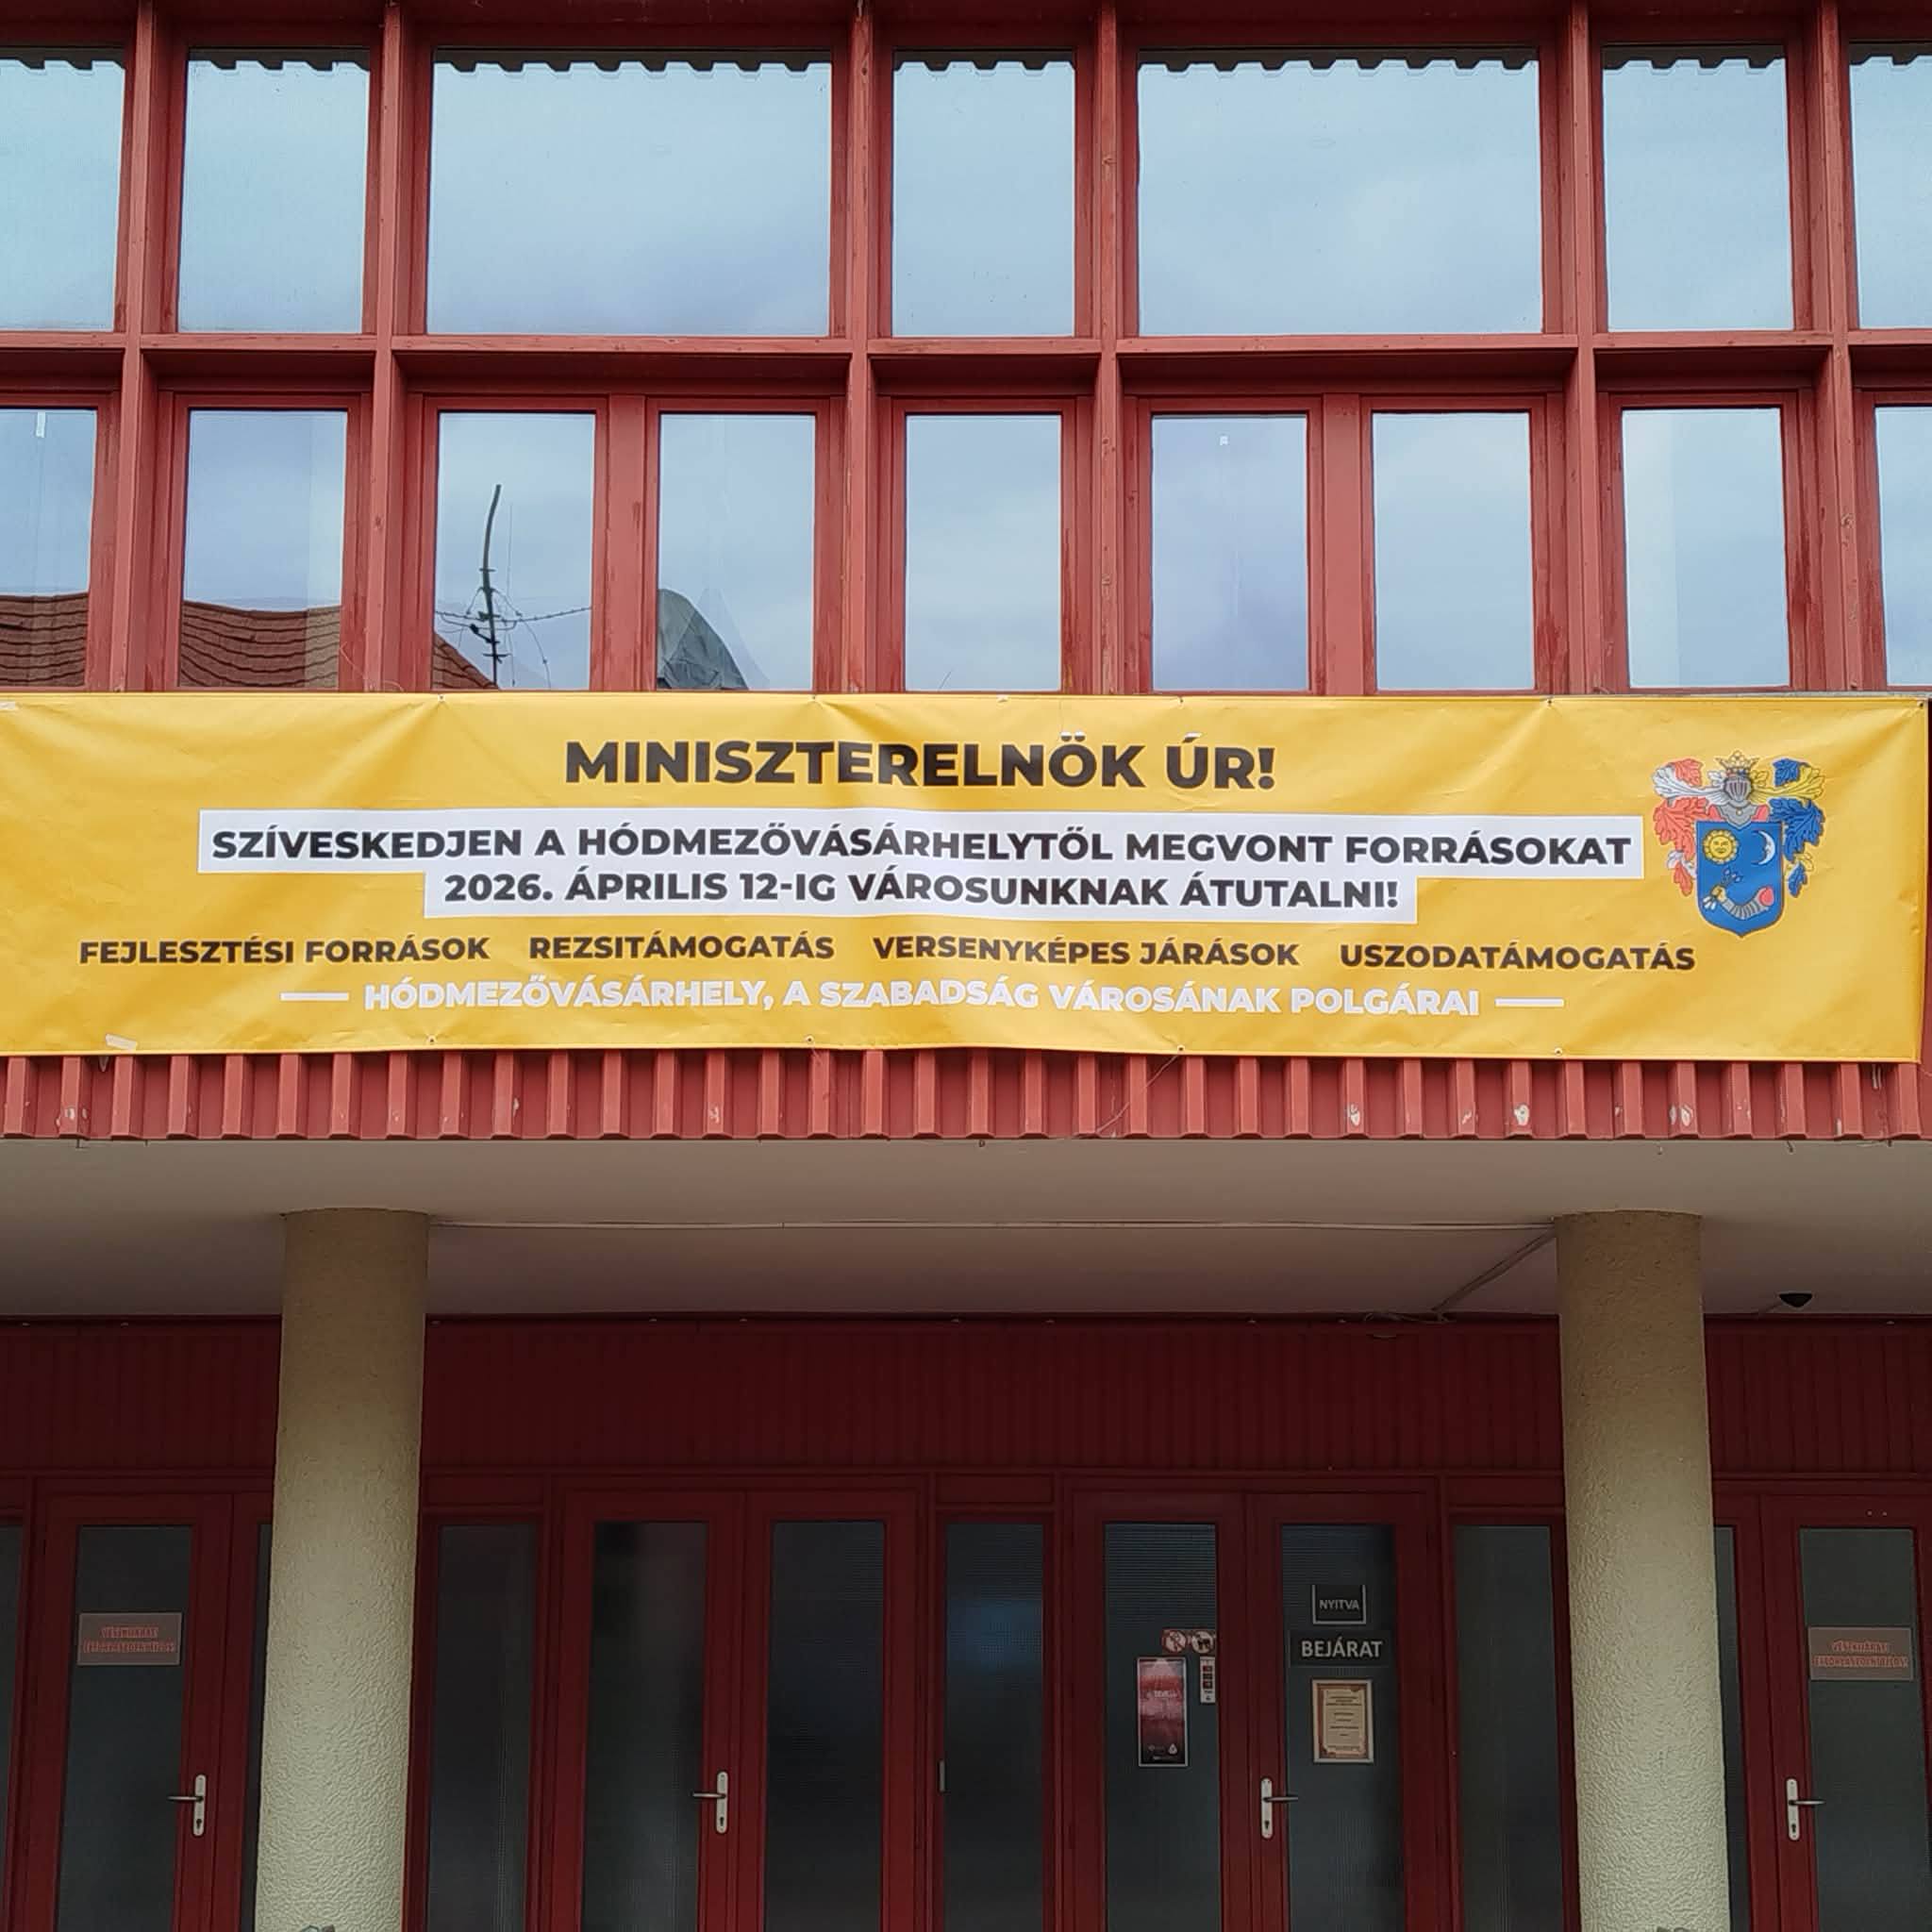 MINISZTERELNÖK ÚR!
SZÍVESKEDJEN A HÓDMEZŐVÁSÁRHELYTŐL MEGVONT FORRÁSOKAT
2026. ÁPRILIS 12-IG VÁROSUNKNAK ÁTUTALNI!
FEJLESZTÉSI FORRÁSOK REZSITÁMOGATÁS VERSENYKÉPES JÁRÁSOK USZODATÁMOGATÁS
HÓDMEZŐVÁSÁRHELY, A SZABADSÁG VÁROSÁNAK POLGÁRAI
NYITVA
BEJÁRAT